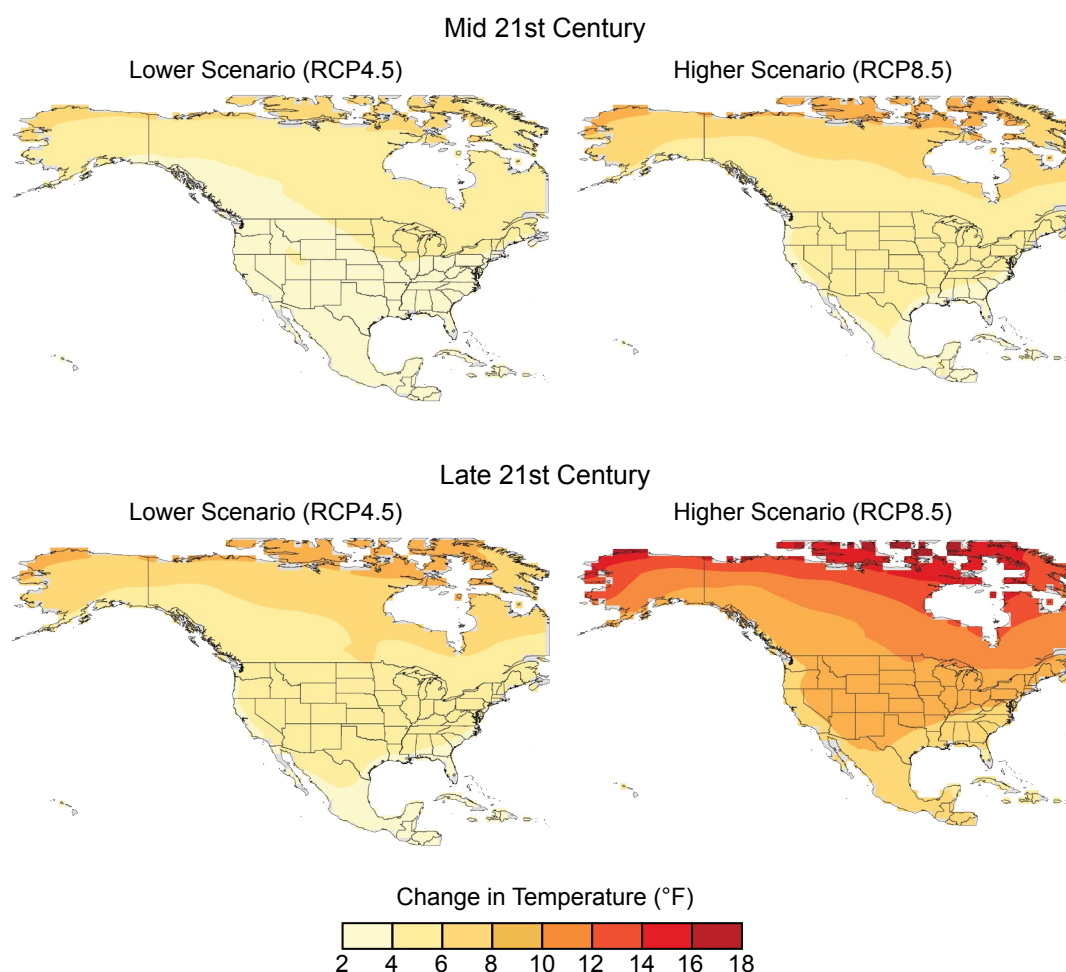 Mid 21st Century
Lower Scenario (RCP4.5)
Higher Scenario (RCP8.5)
Late 21st Century
Lower Scenario (RCP4.5)
Higher Scenario (RCP8.5)
Change in Temperature (°F)
2 4 6 8 10 12 14 16 18